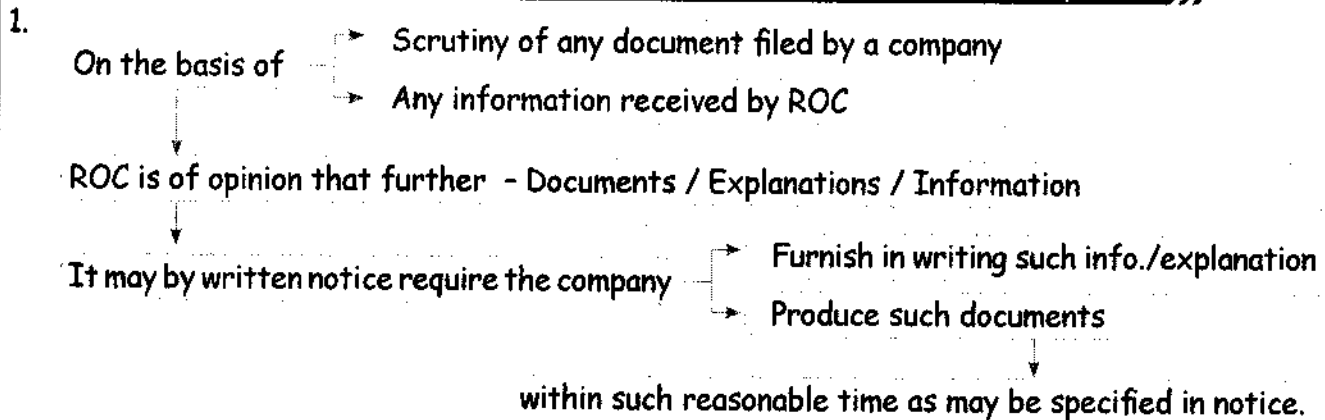 1.
On the basis of
Scrutiny of any document filed by a company
Any information received by ROC
ROC is of opinion that further - Documents / Explanations / Information
It may by written notice require the company
Furnish in writing such info./explanation
Produce such documents
within such reasonable time as may be specified in notice.